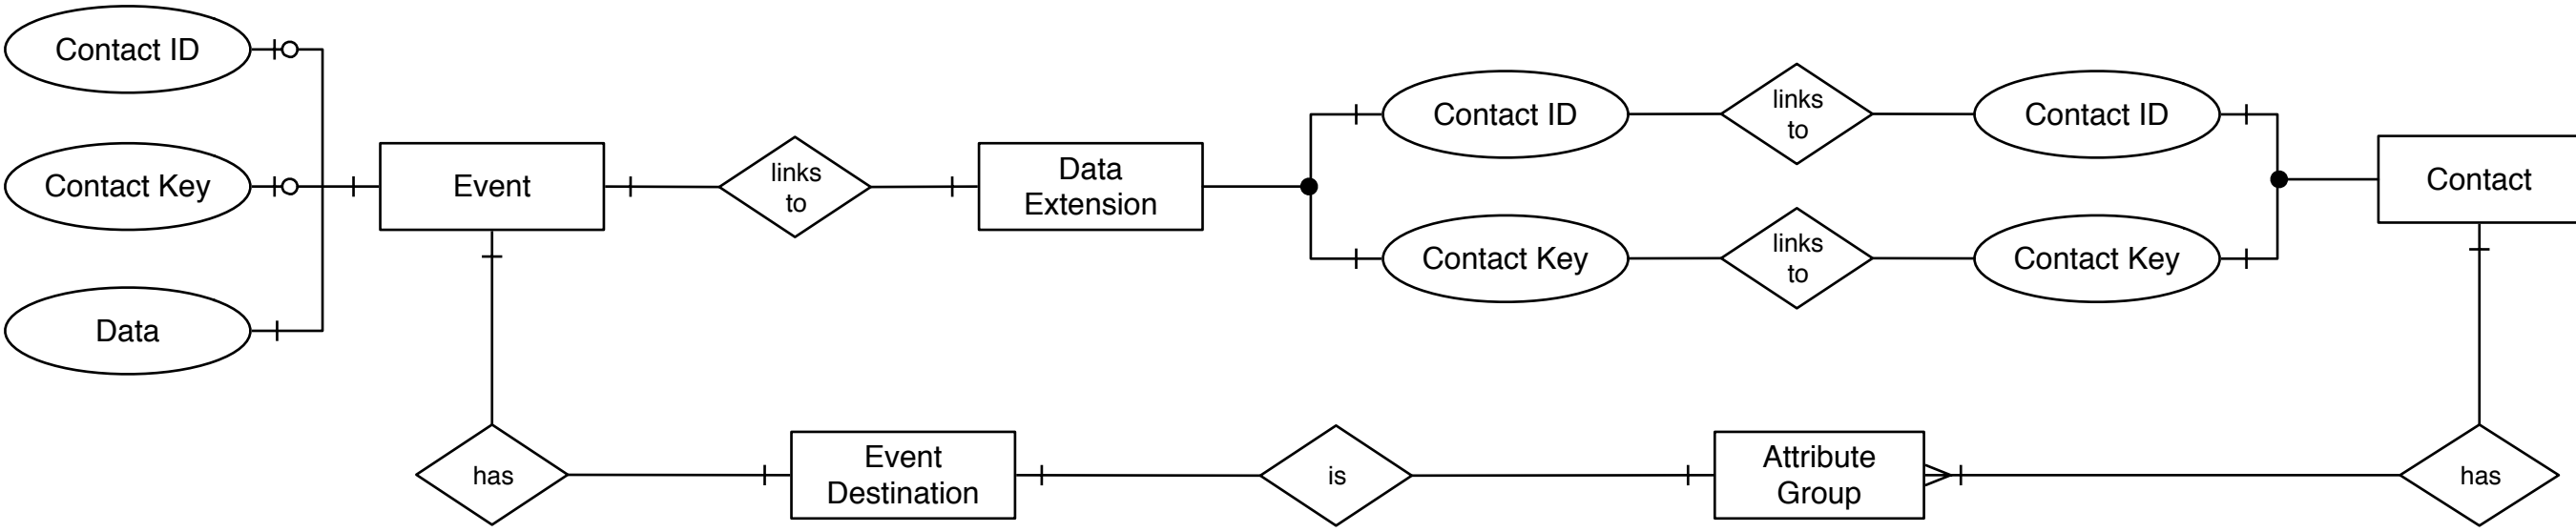 Contact ID
Contact Key
Data
Event
links
to
Data
Extension
Contact ID
links
to
Contact ID
Contact Key
links
to
Contact Key
Contact
has
Event
Destination
is
Attribute
Group
has